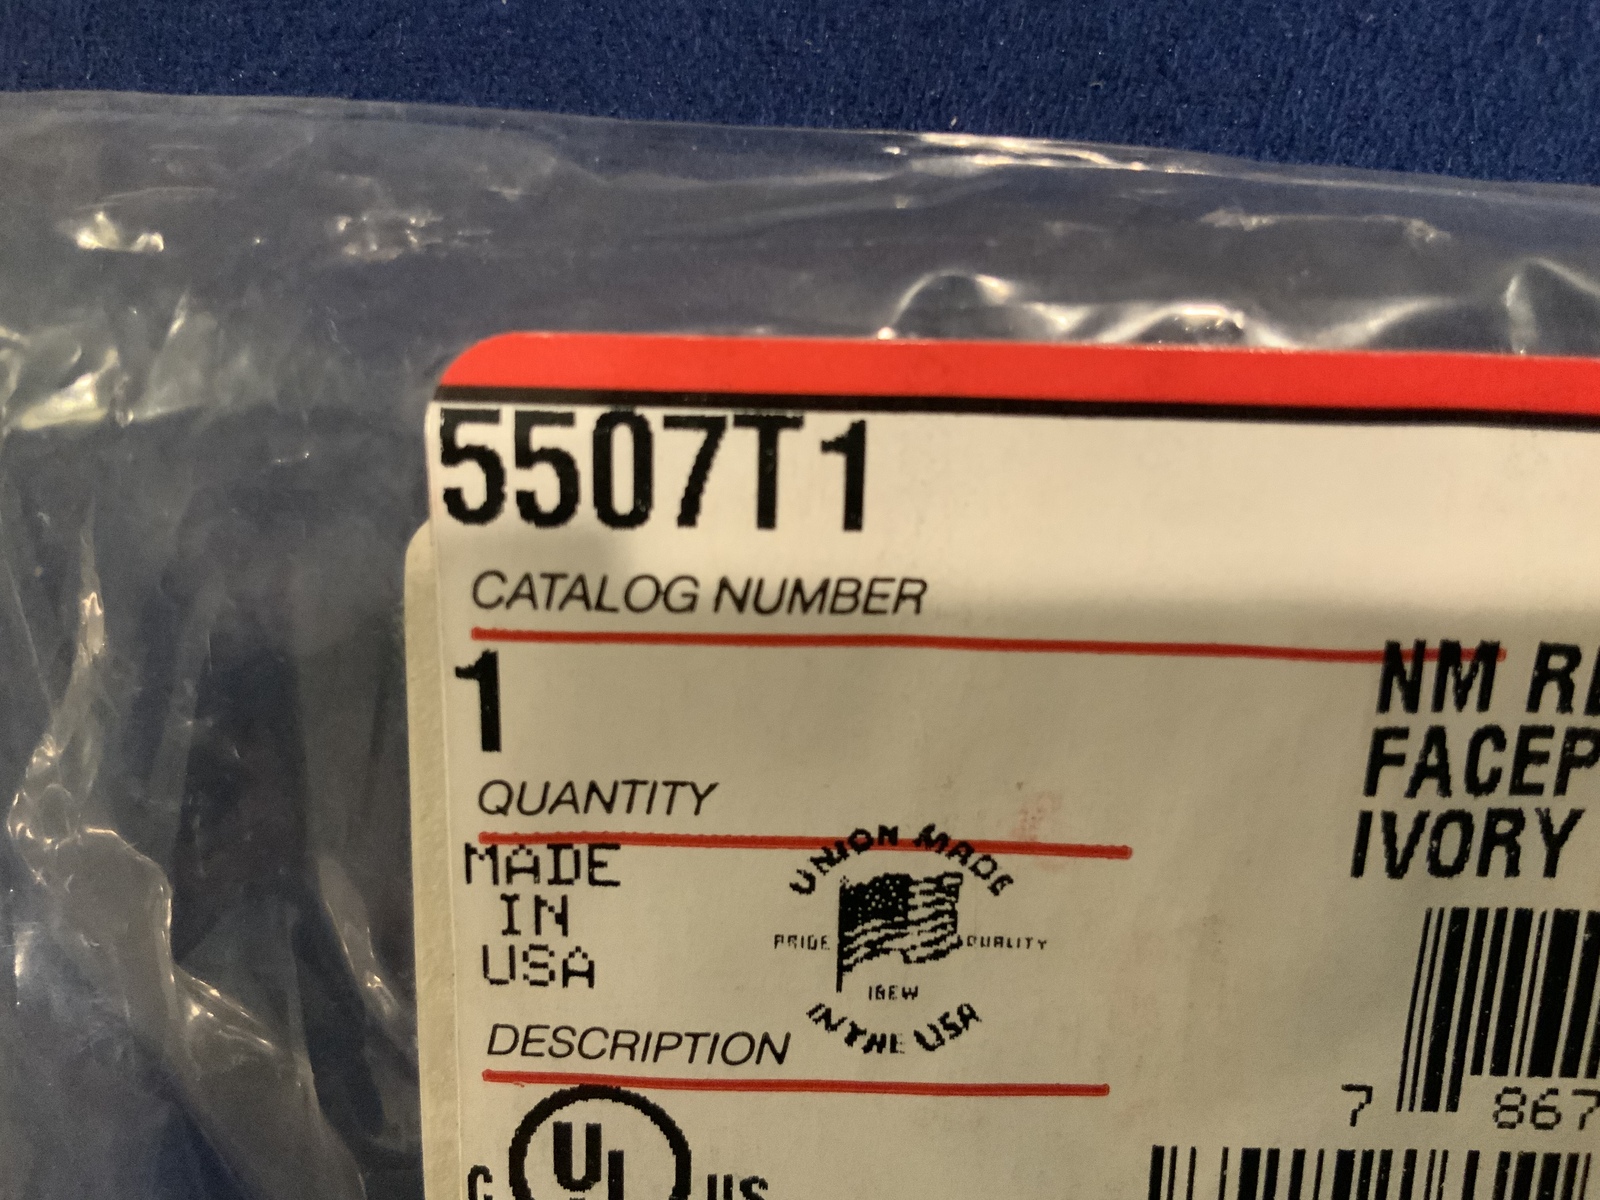 5507T1
CATALOG NUMBER
1
QUANTITY
NM
IVORY
MADE
IN
USA
UNION MADE
PRIDE QUALITY
IBEW
IN THE USA
DESCRIPTION
C UL US
7 867